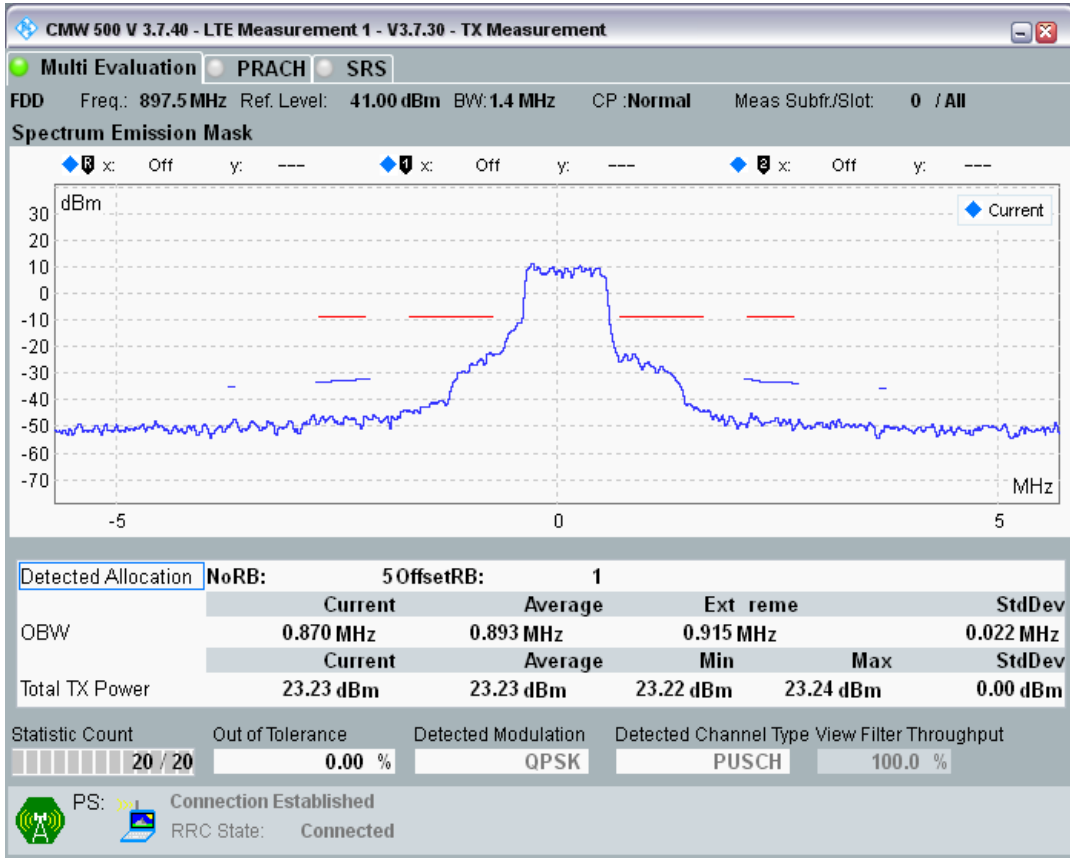 CMW 500 V 3.7.40 - LTE Measurement 1 - V3.7.30 - TX Measurement
Multi Evaluation PRACH SRS
FDD Freq.: 897.5 MHz Ref. Level: 41.00 dBm BW: 1.4 MHz CP :Normal Meas Subfr./Slot: 0 / All
Spectrum Emission Mask
R x: Off y: --- 1 x: Off y: --- 2 x: Off y: ---
dBm
Current
30
20
10
0
-10
-20
-30
-40
-50
-60
-70
MHz
-5 0 5
Detected Allocation NoRB: 5 OffsetRB: 1
Current Average Ext reme StdDev
OBW 0.870 MHz 0.893 MHz 0.915 MHz 0.022 MHz
Current Average Min Max StdDev
Total TX Power 23.23 dBm 23.23 dBm 23.22 dBm 23.24 dBm 0.00 dBm
Statistic Count Out of Tolerance Detected Modulation Detected Channel Type View Filter Throughput
20 / 20 0.00 % QPSK PUSCH 100.0 %
PS: Connection Established
RRC State: Connected